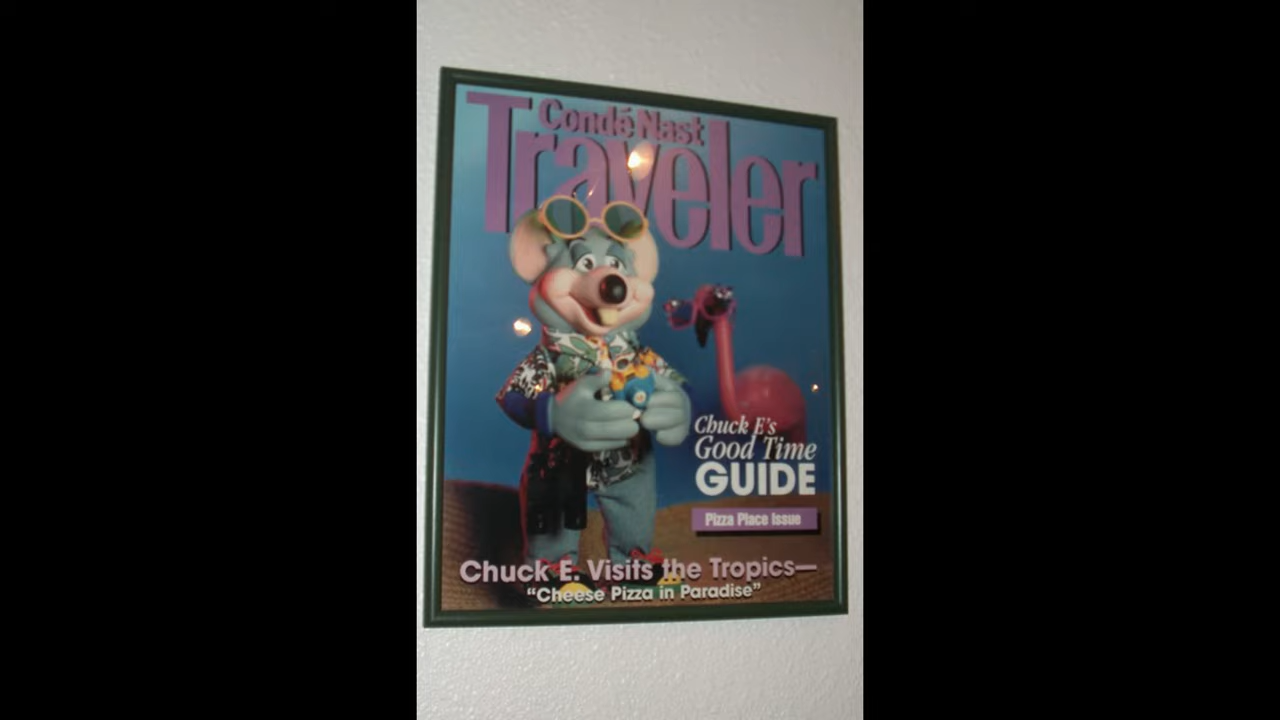 Condé Nast
Traveler
Chuck E's
Good Time
GUIDE
Pizza Place Issue
Chuck E. Visits the Tropics—
“Cheese Pizza in Paradise”